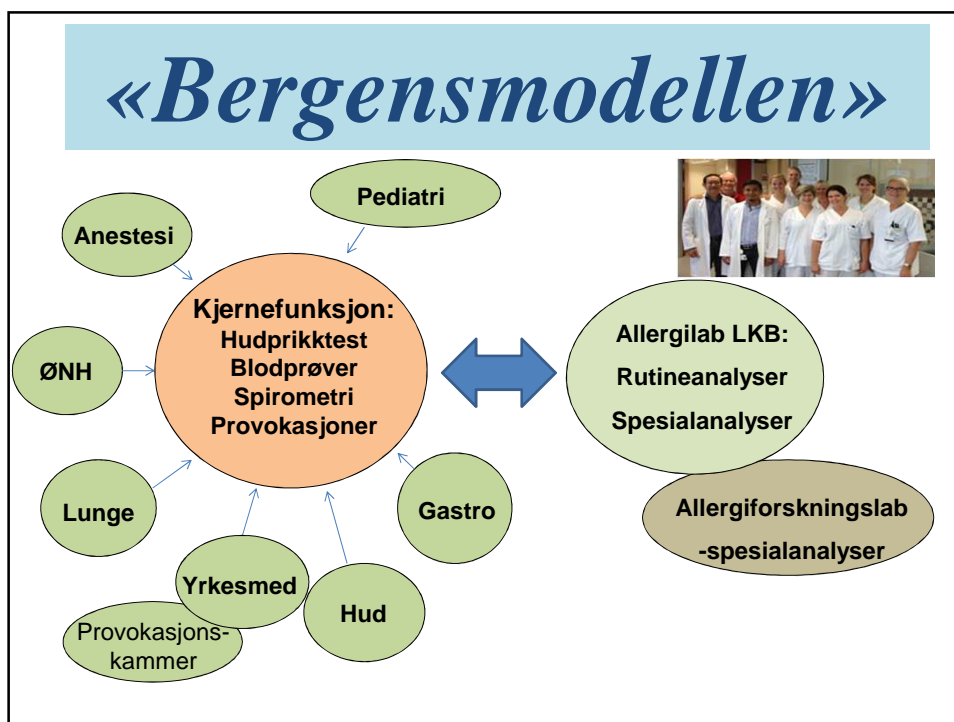 «Bergensmodellen»
Pediatri
Anestesi
Kjernefunksjon:
Hudprikktest
Blodprøver
Spirometri
Provokasjoner
ØNH
Allergilab LKB:
Rutineanalyser
Spesialanalyser
Lunge
Gastro
Allergiforskningslab
-spesialanalyser
Yrkesmed
Hud
Provokasjons-
kammer